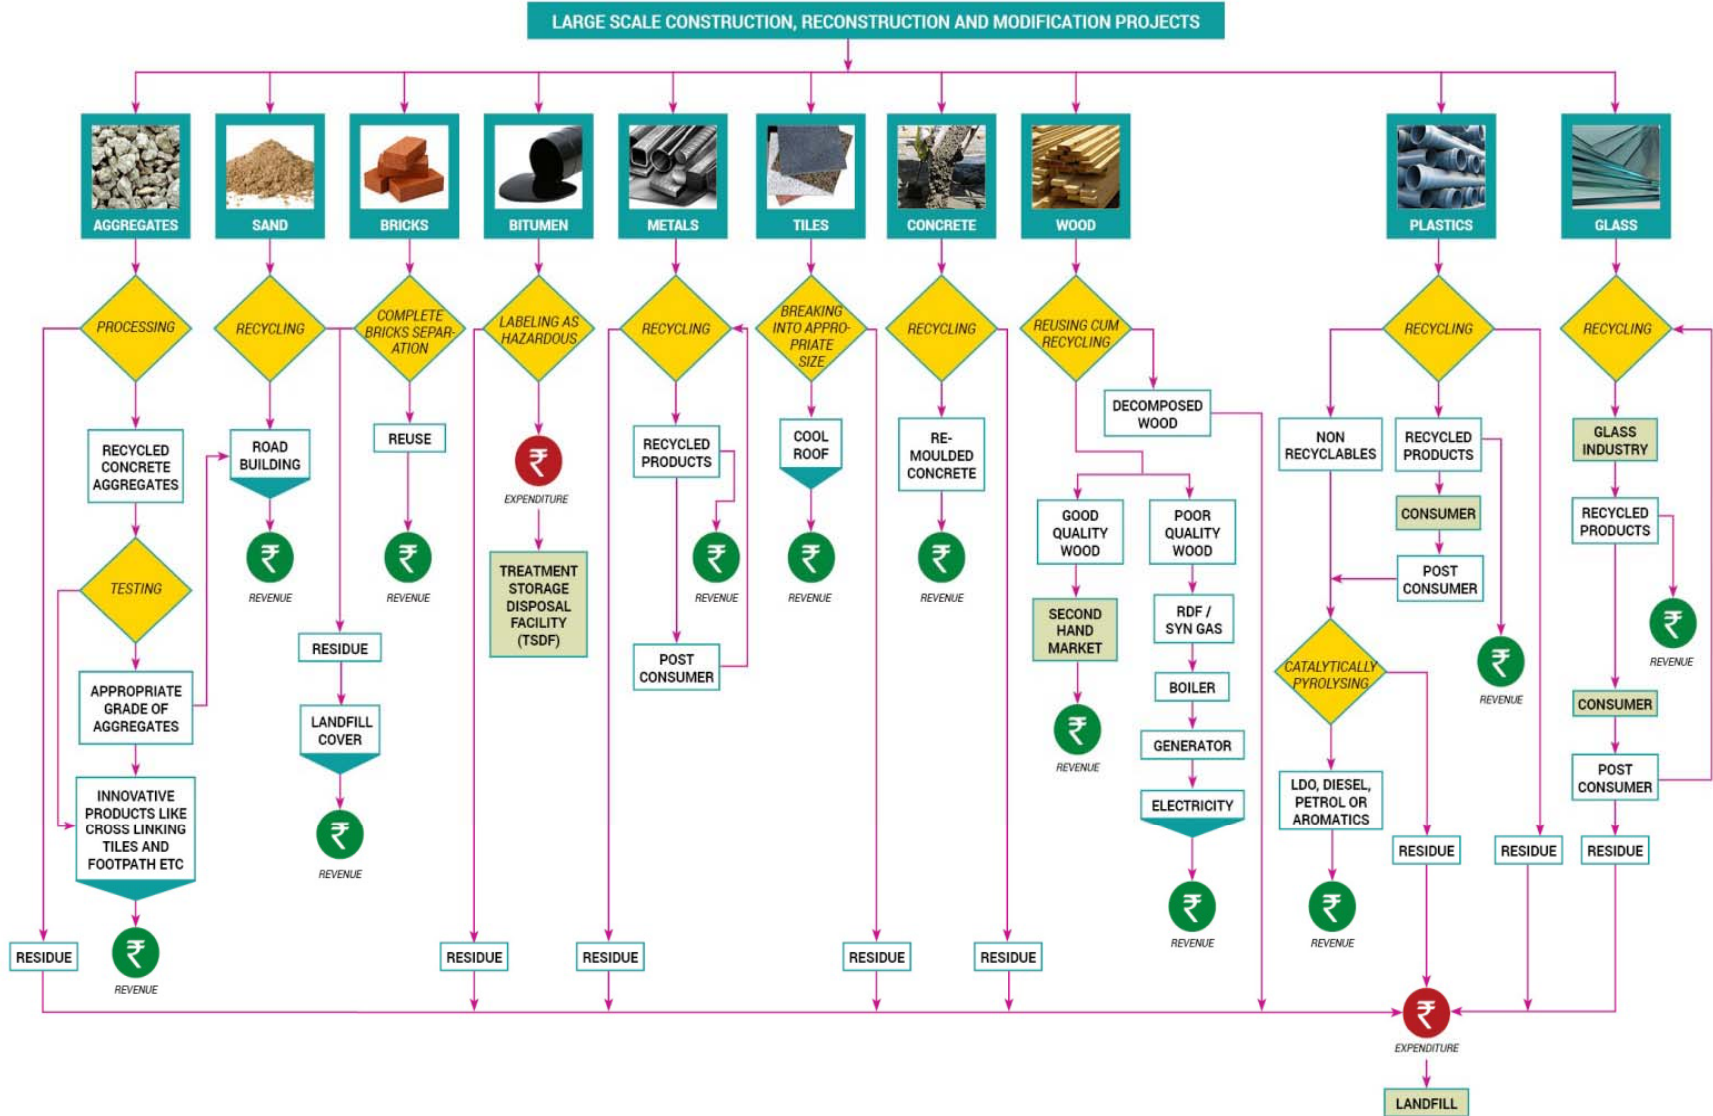 LARGE SCALE CONSTRUCTION, RECONSTRUCTION AND MODIFICATION PROJECTS
AGGREGATES
SAND
BRICKS
BITUMEN
METALS
TILES
CONCRETE
WOOD
PLASTICS
GLASS
PROCESSING
RECYCLING
COMPLETE
BRICKS SEPAR-
ATION
LABELING AS
HAZARDOUS
RECYCLING
BREAKING
INTO APPRO-
PRIATE
SIZE
RECYCLING
REUSING CUM
RECYCLING
RECYCLING
RECYCLING
RECYCLED
CONCRETE
AGGREGATES
ROAD
BUILDING
REUSE
₹
EXPENDITURE
RECYCLED
PRODUCTS
COOL
ROOF
RE-
MOULDED
CONCRETE
DECOMPOSED
WOOD
NON
RECYCLABLES
RECYCLED
PRODUCTS
GLASS
INDUSTRY
TESTING
₹
REVENUE
₹
REVENUE
TREATMENT
STORAGE
DISPOSAL
FACILITY
(TSDF)
₹
REVENUE
₹
REVENUE
₹
REVENUE
GOOD
QUALITY
WOOD
POOR
QUALITY
WOOD
CONSUMER
POST
CONSUMER
RECYCLED
PRODUCTS
₹
REVENUE
APPROPRIATE
GRADE OF
AGGREGATES
RESIDUE
LANDFILL
COVER
POST
CONSUMER
SECOND
HAND
MARKET
RDF /
SYN GAS
BOILER
CATALYTICALLY
PYROLYSING
₹
REVENUE
CONSUMER
₹
REVENUE
GENERATOR
INNOVATIVE
PRODUCTS LIKE
CROSS LINKING
TILES AND
FOOTPATH ETC
₹
REVENUE
ELECTRICITY
LDO, DIESEL,
PETROL OR
AROMATICS
POST
CONSUMER
RESIDUE
RESIDUE
RESIDUE
₹
REVENUE
₹
REVENUE
RESIDUE
₹
REVENUE
RESIDUE
RESIDUE
RESIDUE
RESIDUE
₹
EXPENDITURE
LANDFILL